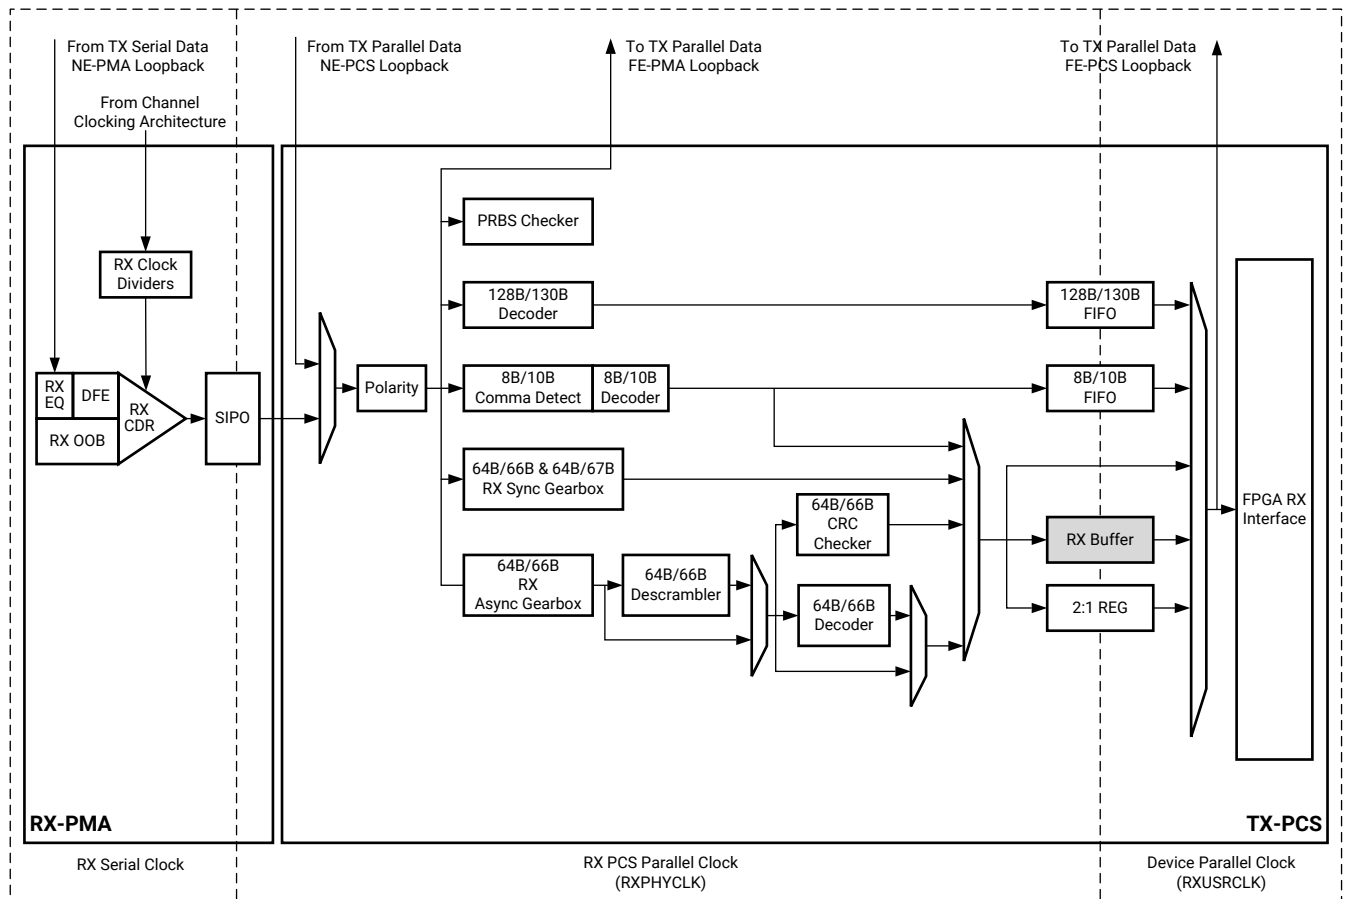 From TX Serial Data
NE-PMA Loopback
From TX Parallel Data
NE-PCS Loopback
To TX Parallel Data
FE-PMA Loopback
To TX Parallel Data
FE-PCS Loopback
From Channel
Clocking Architecture
PRBS Checker
RX Clock
Dividers
128B/130B
Decoder
128B/130B
FIFO
RX
EQ
DFE
RX
CDR
RX OOB
SIPO
Polarity
8B/10B
Comma Detect
8B/10B
Decoder
8B/10B
FIFO
64B/66B & 64B/67B
RX Sync Gearbox
64B/66B
CRC
Checker
FPGA RX
Interface
RX Buffer
64B/66B
RX
Async Gearbox
64B/66B
Descrambler
64B/66B
Decoder
2:1 REG
RX-PMA
TX-PCS
RX Serial Clock
RX PCS Parallel Clock
(RXPHYCLK)
Device Parallel Clock
(RXUSRCLK)